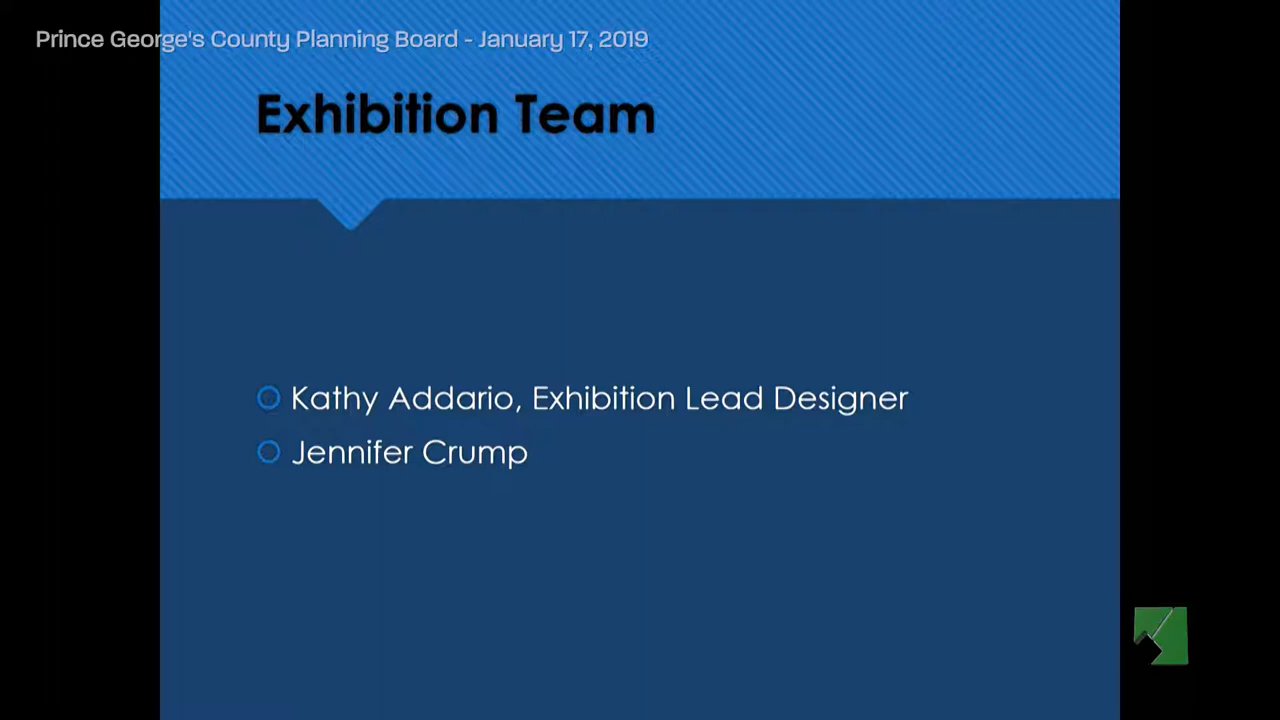 Prince George's County Planning Board - January 17, 2019
Exhibition Team
Kathy Addario, Exhibition Lead Designer
Jennifer Crump